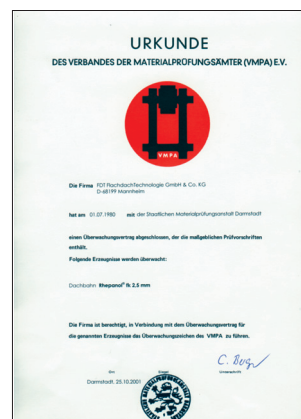 URKUNDE
DES VERBANDES DER MATERIALPRÜFUNGSÄMTER (VMPA) E.V.
VMPA
Die Firma FDT FlachdachTechnologie GmbH & Co. KG
D-68199 Mannheim
hat am 01.07.1980 mit der Staatlichen Materialprüfungsanstalt Darmstadt
einen Überwachungsvertrag abgeschlossen, der die maßgeblichen Prüfvorschriften
enthält.
Folgende Erzeugnisse werden überwacht:
Dachbahn Rhepanol® fk 2,5 mm
Die Firma ist berechtigt, in Verbindung mit dem Überwachungsvertrag für
die genannten Erzeugnisse das Überwachungszeichen des VMPA zu führen.
Ort Siegel Unterschrift
Darmstadt, 25.10.2001